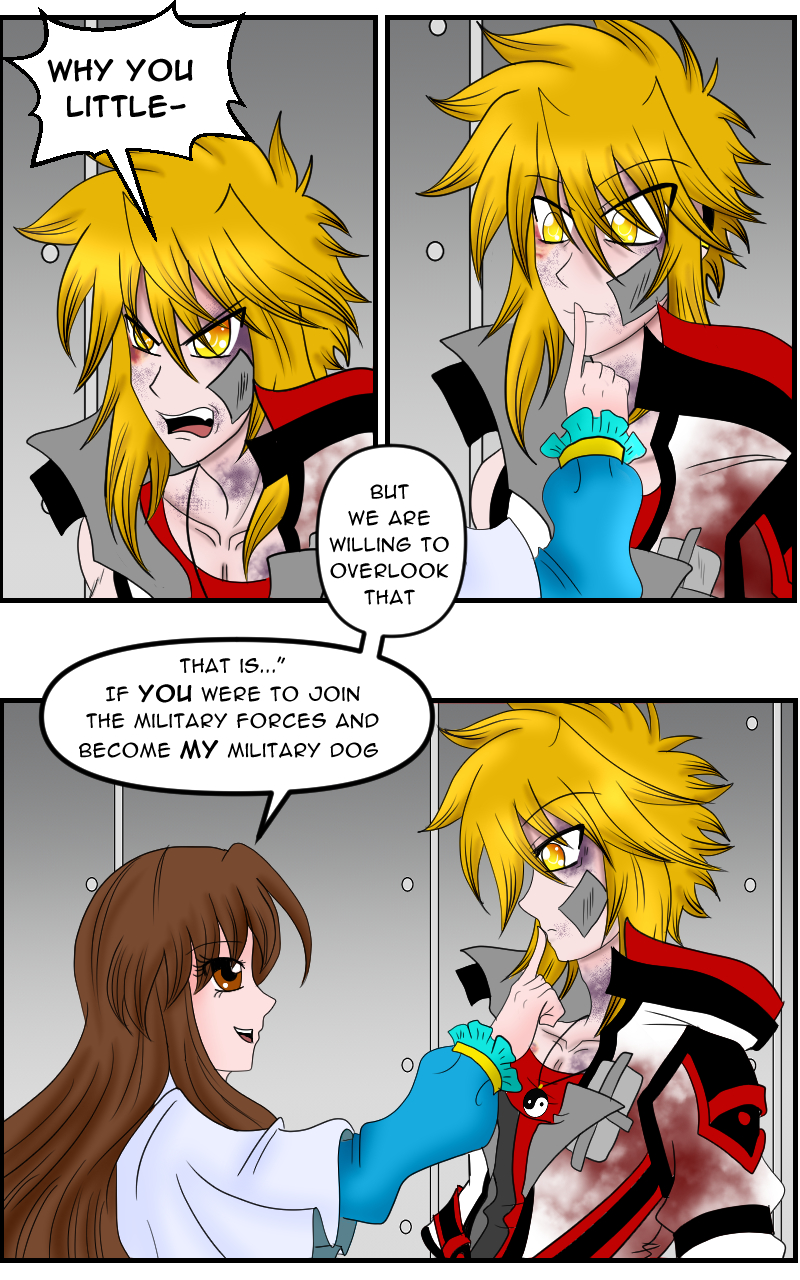 WHY YOU
LITTLE-
BUT
WE ARE
WILLING TO
OVERLOOK
THAT
THAT IS..."
IF YOU WERE TO JOIN
THE MILITARY FORCES AND
BECOME MY MILITARY DOG